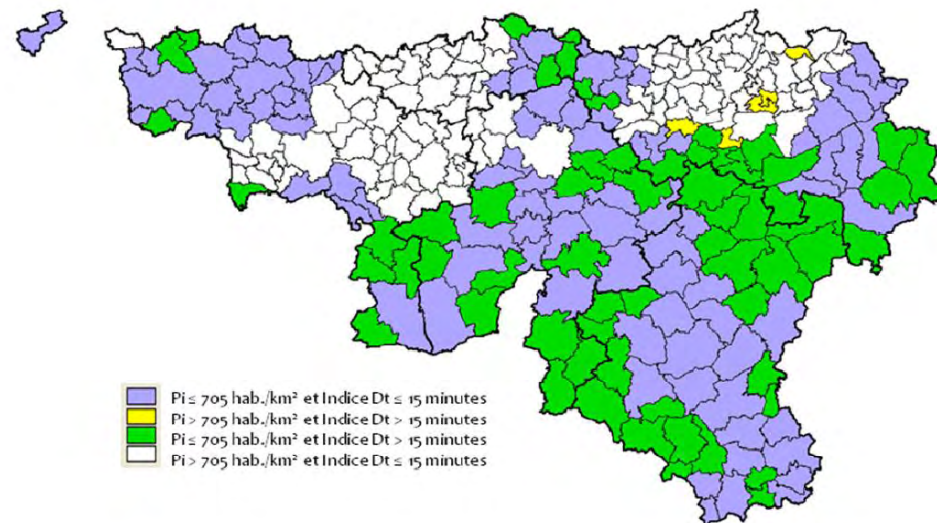 Pi ≤ 705 hab./km² et Indice Dt ≤ 15 minutes
Pi > 705 hab./km² et Indice Dt > 15 minutes
Pi ≤ 705 hab./km² et Indice Dt > 15 minutes
Pi > 705 hab./km² et Indice Dt ≤ 15 minutes